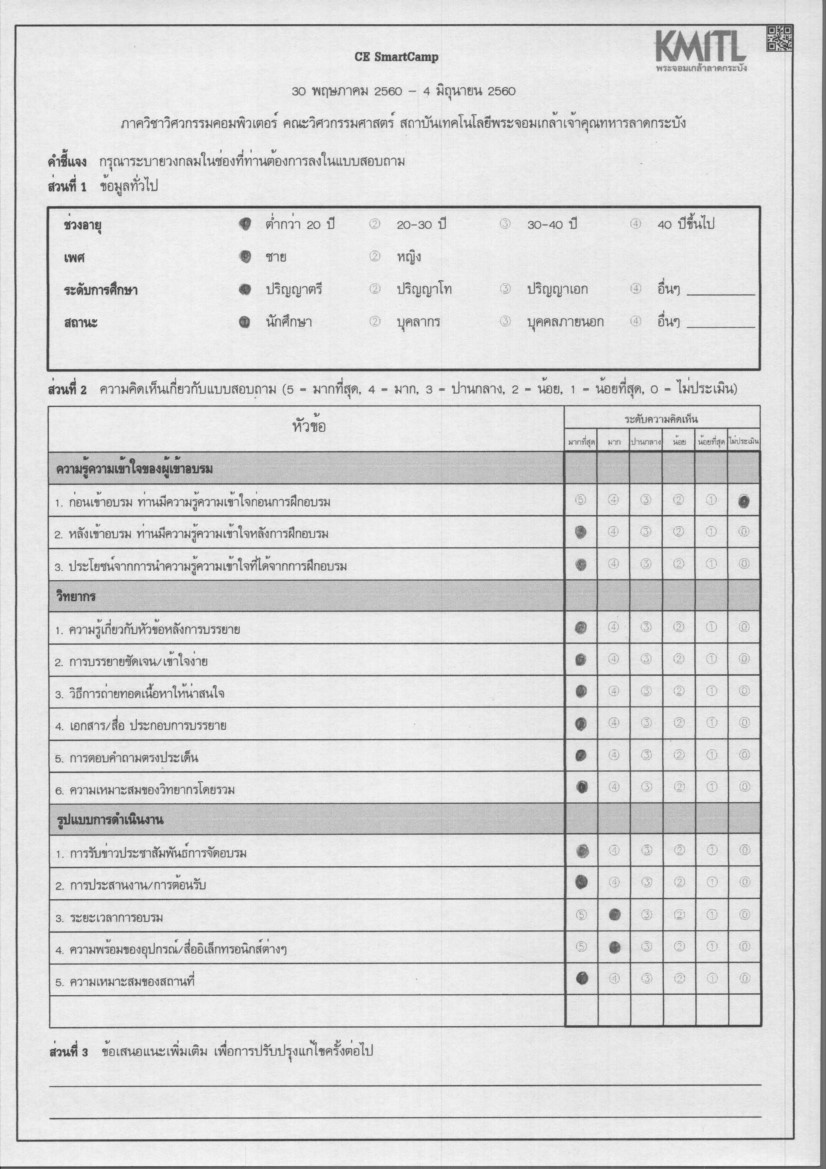 KMITL
พระจอมเกล้าลาดกระบัง
CE SmartCamp
30 พฤษภาคม 2560 - 4 มิถุนายน 2560
ภาควิชาวิศวกรรมคอมพิวเตอร์ คณะวิศวกรรมศาสตร์ สถาบันเทคโนโลยีพระจอมเกล้าเจ้าคุณทหารลาดกระบัง
คำชี้แจง กรุณาระบายวงกลมในช่องที่ท่านต้องการลงในแบบสอบถาม
ส่วนที่ 1 ข้อมูลทั่วไป
ช่วงอายุ ต่ำกว่า 20 ปี ② 20-30 ปี ③ 30-40 ปี ④ 40 ปีขึ้นไป
เพศ ชาย ② หญิง
ระดับการศึกษา ปริญญาตรี ② ปริญญาโท ③ ปริญญาเอก ④ อื่นๆ
สถานะ นักศึกษา ② บุคลากร ③ บุคคลภายนอก ④ อื่นๆ
ส่วนที่ 2 ความคิดเห็นเกี่ยวกับแบบสอบถาม (5 = มากที่สุด, 4 = มาก, 3 = ปานกลาง, 2 = น้อย, 1 = น้อยที่สุด, 0 = ไม่ประเมิน)
หัวข้อ ระดับความคิดเห็น
มากที่สุด มาก ปานกลาง น้อย น้อยที่สุด ไม่ประเมิน
ความรู้ความเข้าใจของผู้เข้าอบรม
1. ก่อนเข้าอบรม ท่านมีความรู้ความเข้าใจก่อนการฝึกอบรม ⑤ ④ ③ ② ①
2. หลังเข้าอบรม ท่านมีความรู้ความเข้าใจหลังการฝึกอบรม ④ ③ ② ① ⓪
3. ประโยชน์จากการนำความรู้ความเข้าใจที่ได้จากการฝึกอบรม ④ ③ ② ① ⓪
วิทยากร
1. ความรู้เกี่ยวกับหัวข้อหลังการบรรยาย ④ ③ ② ① ⓪
2. การบรรยายชัดเจน/เข้าใจง่าย ④ ③ ② ① ⓪
3. วิธีการถ่ายทอดเนื้อหาให้น่าสนใจ ④ ③ ② ① ⓪
4. เอกสาร/สื่อ ประกอบการบรรยาย ④ ③ ② ① ⓪
5. การตอบคำถามตรงประเด็น ④ ③ ② ① ⓪
6. ความเหมาะสมของวิทยากรโดยรวม ④ ③ ② ① ⓪
รูปแบบการดำเนินงาน
1. การรับข่าวประชาสัมพันธ์การจัดอบรม ④ ③ ② ① ⓪
2. การประสานงาน/การต้อนรับ ④ ③ ② ① ⓪
3. ระยะเวลาการอบรม ⑤ ③ ② ① ⓪
4. ความพร้อมของอุปกรณ์/สื่ออิเล็กทรอนิกส์ต่างๆ ⑤ ③ ② ① ⓪
5. ความเหมาะสมของสถานที่ ④ ③ ② ① ⓪
ส่วนที่ 3 ข้อเสนอแนะเพิ่มเติม เพื่อการปรับปรุงแก้ไขครั้งต่อไป